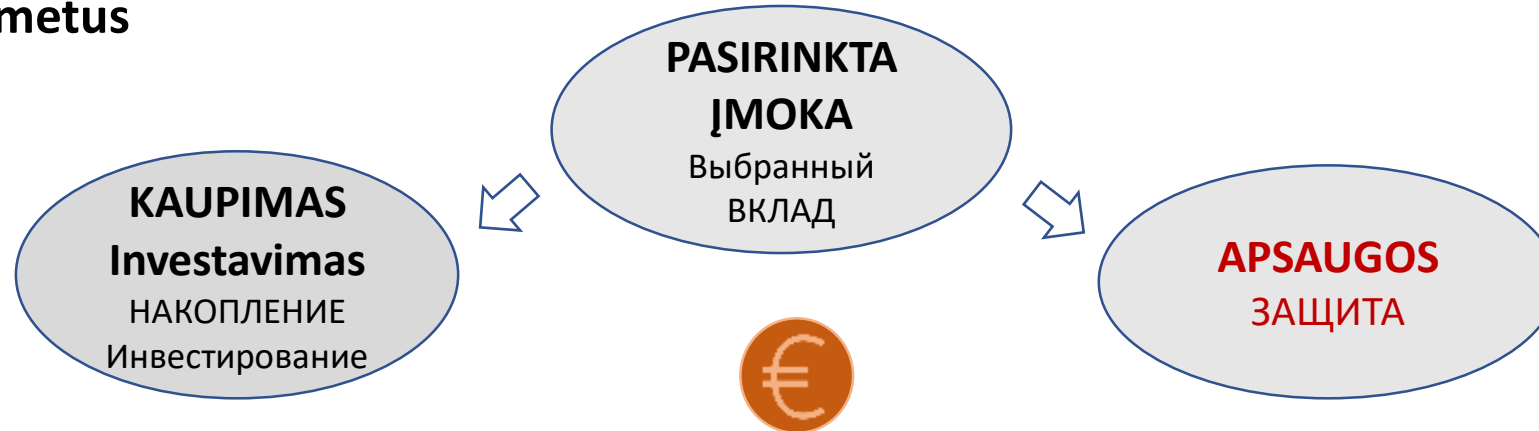 metus
PASIRINKTA
ĮMOKA
Выбранный
ВКЛАД
KAUPIMAS
Investavimas
НАКОПЛЕНИЕ
Инвестирование
APSAUGOS
ЗАЩИТА
€